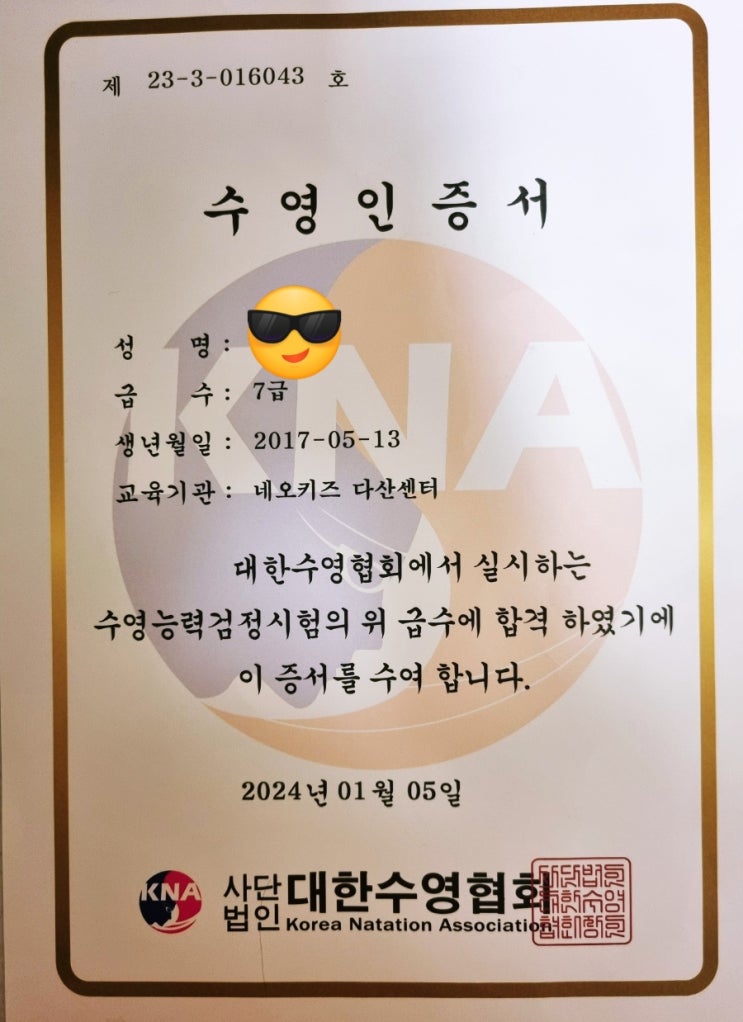 제 23-3-016043 호
수영인증서
성 명 :
급 수 : 7급
생년월일 : 2017-05-13
교육기관 : 네오키즈 다산센터
KNA
대한수영협회에서 실시하는
수영능력검정시험의 위 급수에 합격 하였기에
이 증서를 수여 합니다.
2024년 01월 05일
KNA
사단법인 대한수영협회
Korea Natation Association